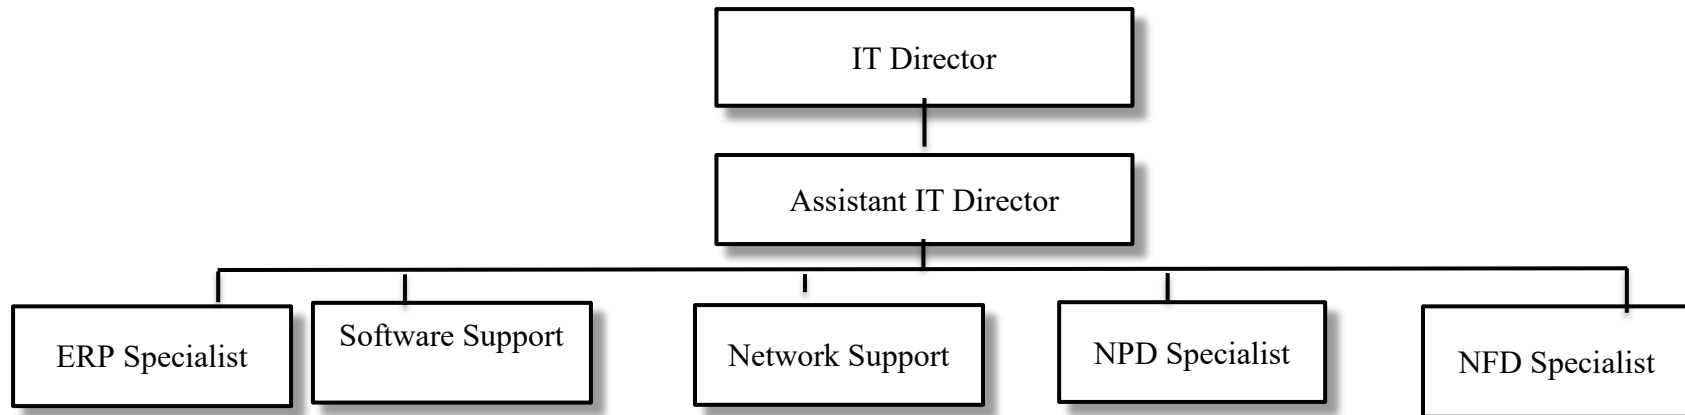 IT Director
Assistant IT Director
ERP Specialist
Software Support
Network Support
NPD Specialist
NFD Specialist